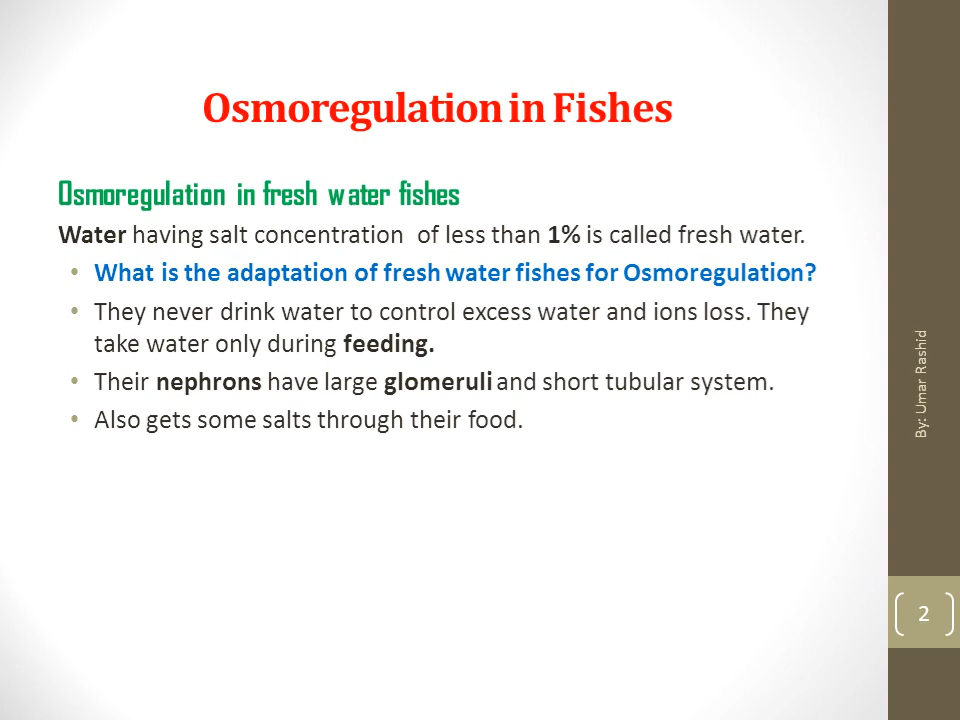 Osmoregulation in Fishes
Osmoregulation in fresh water fishes
Water having salt concentration of less than 1% is called fresh water.
• What is the adaptation of fresh water fishes for Osmoregulation?
• They never drink water to control excess water and ions loss. They
take water only during feeding.
• Their nephrons have large glomeruli and short tubular system.
• Also gets some salts through their food.
By: Umar Rashid
2